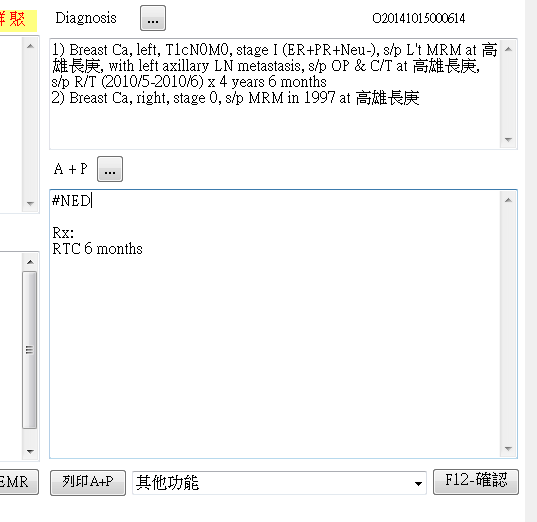 群聚
Diagnosis ... O20141015000614
1) Breast Ca, left, T1cN0M0, stage I (ER+PR+Neu-), s/p L't MRM at 高
雄長庚, with left axillary LN metastasis, s/p OP & C/T at 高雄長庚,
s/p R/T (2010/5-2010/6) x 4 years 6 months
2) Breast Ca, right, stage 0, s/p MRM in 1997 at 高雄長庚
A + P ...
#NED
Rx:
RTC 6 months
EMR 列印A+P 其他功能 F12-確認